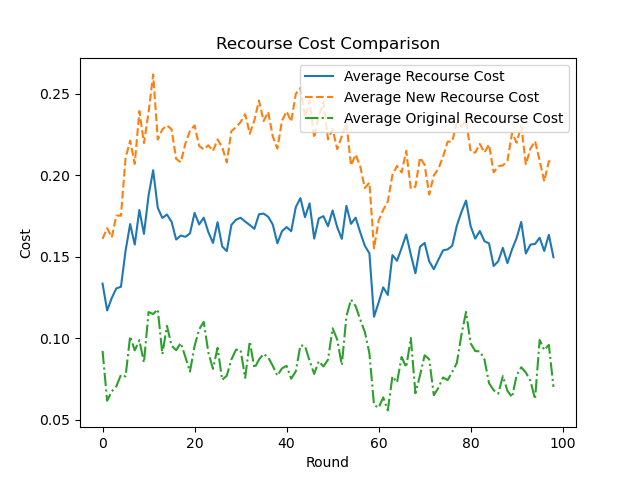 Recourse Cost Comparison
Average Recourse Cost
Average New Recourse Cost
Average Original Recourse Cost
Cost
0.25
0.20
0.15
0.10
0.05
0 20 40 60 80 100
Round